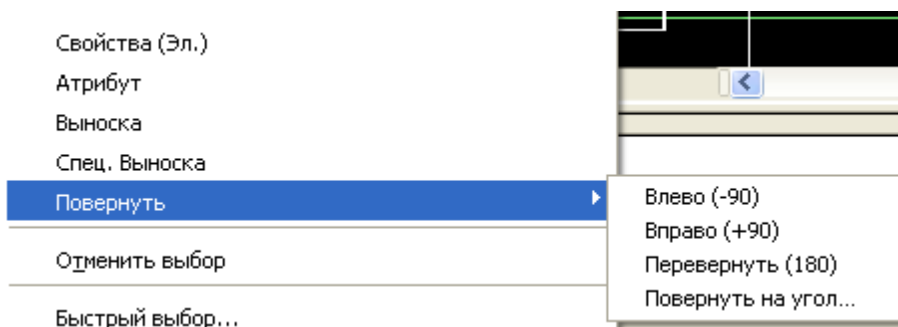 Свойства (Эл.)
Атрибут
Выноска
Спец. Выноска
Повернуть
Отменить выбор
Быстрый выбор...
Влево (-90)
Вправо (+90)
Перевернуть (180)
Повернуть на угол...